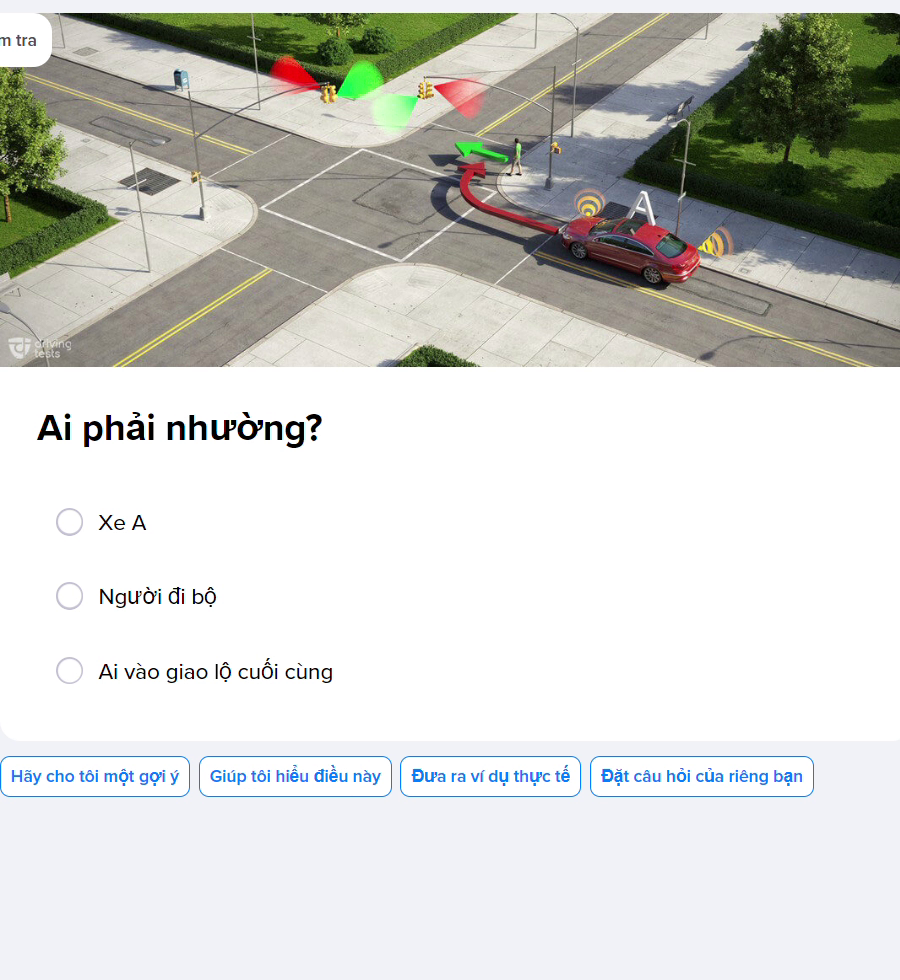 m tra
A
driving
tests
Ai phải nhường?
Xe A
Người đi bộ
Ai vào giao lộ cuối cùng
Hãy cho tôi một gợi ý
Giúp tôi hiểu điều này
Đưa ra ví dụ thực tế
Đặt câu hỏi của riêng bạn